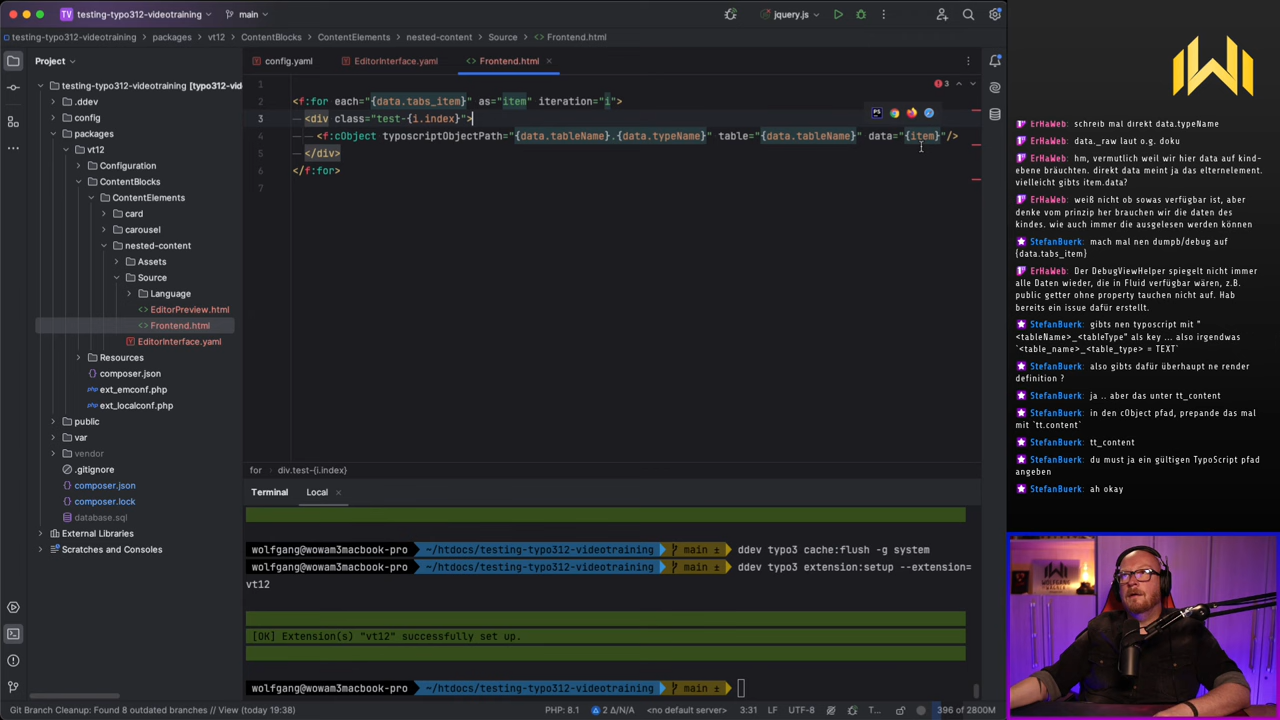 TV testing-typo312-videotraining main jquery.js
testing-typo312-videotraining packages vt12 ContentBlocks ContentElements nested-content Source Frontend.html
Project
testing-typo312-videotraining [typo312-vid
.ddev
config
packages
vt12
Configuration
ContentBlocks
ContentElements
card
carousel
nested-content
Assets
Source
Language
EditorPreview.html
Frontend.html
EditorInterface.yaml
Resources
composer.json
ext_emconf.php
ext_localconf.php
public
var
vendor
.gitignore
composer.json
composer.lock
database.sql
External Libraries
Scratches and Consoles
config.yaml EditorInterface.yaml Frontend.html
3
1
2 <f:for each="{data.tabs_item}" as="item" iteration="i">
3 <div class="test-{i.index}">
4 <f:cObject typoscriptObjectPath="{data.tableName}.{data.typeName}" table="{data.tableName}" data="{item}"/>
5 </div>
6 </f:for>
7
for div.test-{i.index}
Terminal Local
wolfgang@wowam3macbook-pro ~/htdocs/testing-typo312-videotraining main ± ddev typo3 cache:flush -g system
wolfgang@wowam3macbook-pro ~/htdocs/testing-typo312-videotraining main ± ddev typo3 extension:setup --extension=
vt12
[OK] Extension(s) "vt12" successfully set up.
wolfgang@wowam3macbook-pro ~/htdocs/testing-typo312-videotraining main ±
Git Branch Cleanup: Found 8 outdated branches // View (today 19:38) PHP: 8.1 2 Δ/N/A <no default server> 3:31 LF UTF-8 T... 396 of 2800M
ErHaWeb: schreib mal direkt data.typeName
ErHaWeb: data._raw laut o.g. doku
ErHaWeb: hm, vermutlich weil wir hier data auf kind-
ebene bräuchten. direkt data meint ja das elternelement.
vielleicht gibts item.data?
ErHaWeb: weiß nicht ob sowas verfügbar ist, aber
denke vom prinzip her brauchen wir die daten des
kindes. wie auch immer die ausgelesen werden können
StefanBuerk: mach mal nen dumpb/debug auf
{data.tabs_item}
ErHaWeb: Der DebugViewHelper spiegelt nicht immer
alle Daten wieder, die in Fluid verfügbar wären, z.B.
public getter ohne property tauchen nicht auf. Hab
bereits ein issue dafür erstellt.
StefanBuerk: gibts nen typoscript mit "
<tableName>_<tableType" als key ... also irgendwas
`<table_name>_<table_type> = TEXT`
StefanBuerk: also gibts dafür überhaupt ne render
definition ?
StefanBuerk: ja .. aber das unter tt_content
StefanBuerk: in den cObject pfad, prepande das mal
mit `tt.content`
StefanBuerk: tt_content
StefanBuerk: du must ja ein gültigen TypoScript pfad
angeben
StefanBuerk: ah okay